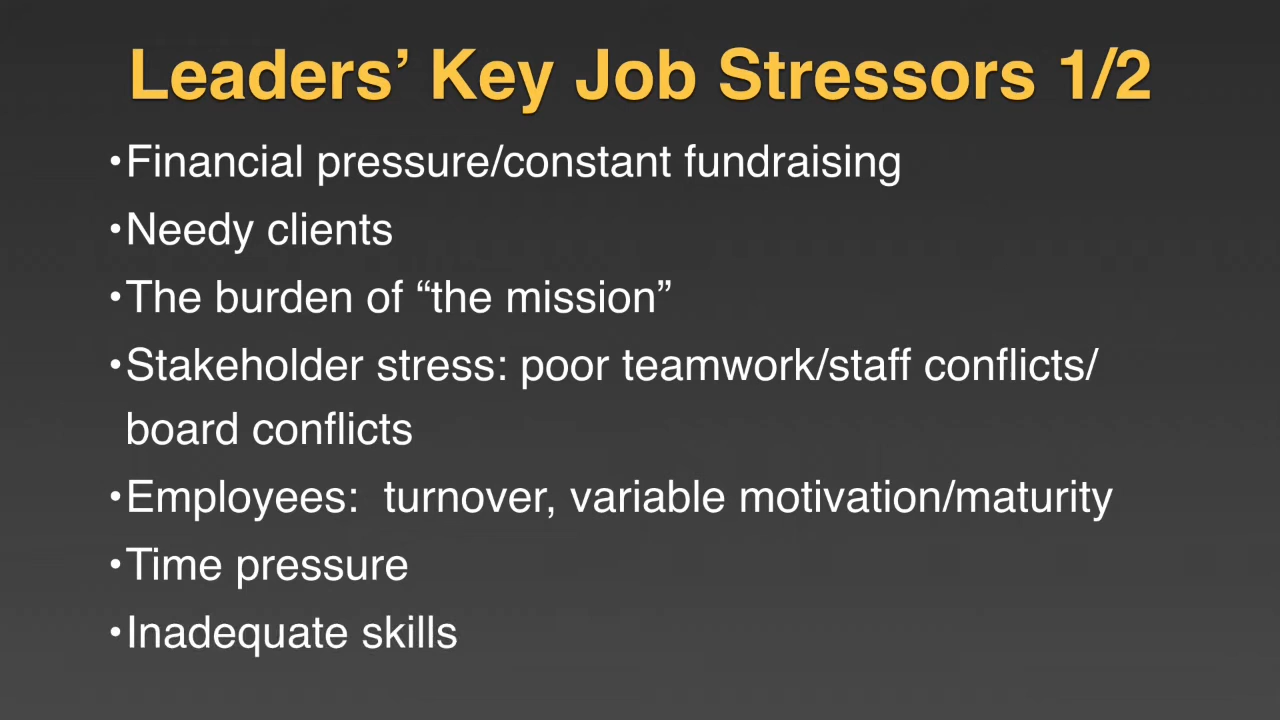 Leaders’ Key Job Stressors 1/2
•Financial pressure/constant fundraising
•Needy clients
•The burden of “the mission”
•Stakeholder stress: poor teamwork/staff conflicts/
board conflicts
•Employees:  turnover, variable motivation/maturity
•Time pressure
•Inadequate skills